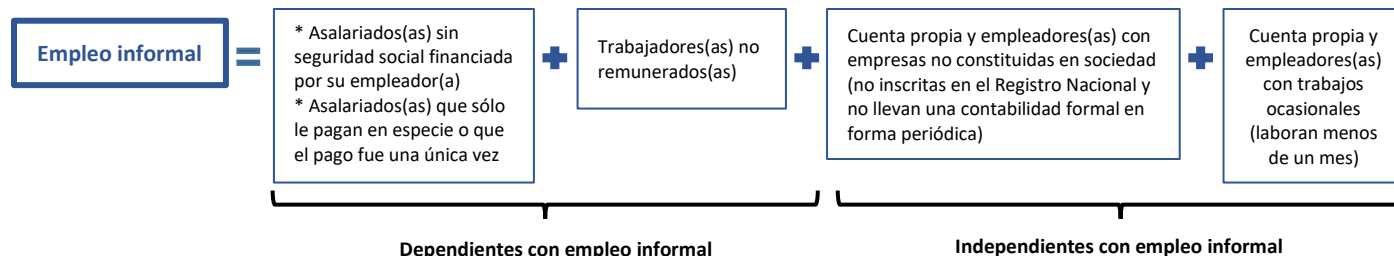 Empleo informal
=
* Asalariados(as) sin
seguridad social financiada
por su empleador(a)
* Asalariados(as) que sólo
le pagan en especie o que
el pago fue una única vez
Trabajadores(as) no
remunerados(as)
Cuenta propia y empleadores(as) con
empresas no constituidas en sociedad
(no inscritas en el Registro Nacional y
no llevan una contabilidad formal en
forma periódica)
Cuenta propia y
empleadores(as)
con trabajos
ocasionales
(laboran menos
de un mes)
Dependientes con empleo informal
Independientes con empleo informal